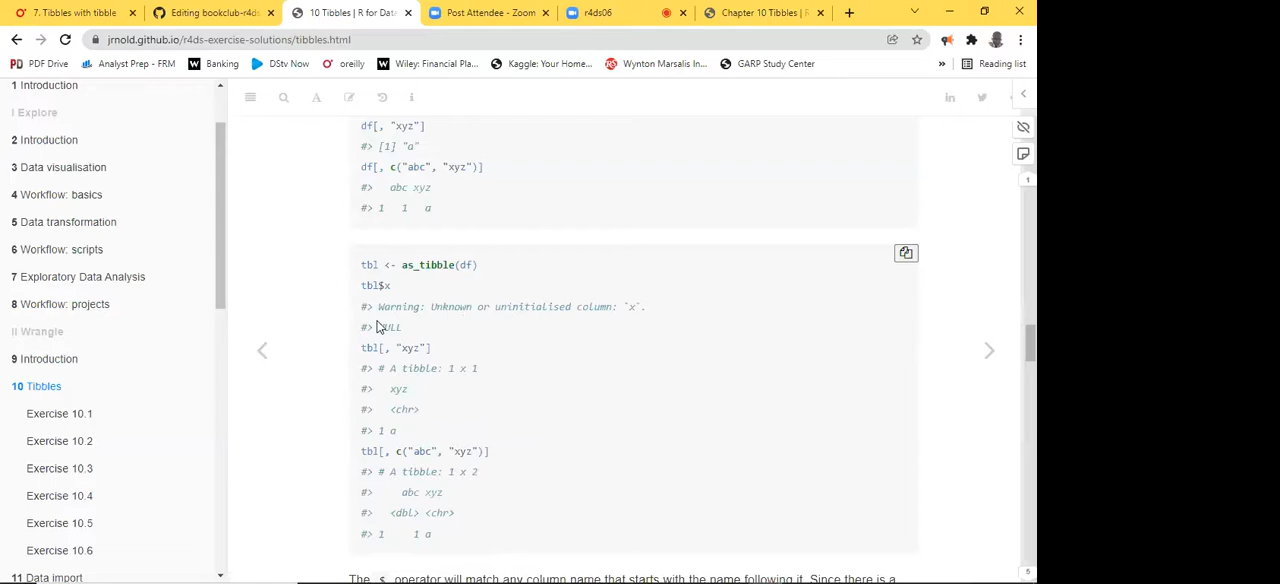 7. Tibbles with tibble
Editing bookclub-r4ds
10 Tibbles | R for Dat
Post Attendee - Zoom
r4ds06
Chapter 10 Tibbles | R
jrnold.github.io/r4ds-exercise-solutions/tibbles.html
PDF Drive
Analyst Prep - FRM
Banking
DStv Now
oreilly
Wiley: Financial Pla...
Kaggle: Your Home...
Wynton Marsalis In...
GARP Study Center
»
Reading list
1 Introduction
I Explore
2 Introduction
3 Data visualisation
4 Workflow: basics
5 Data transformation
6 Workflow: scripts
7 Exploratory Data Analysis
8 Workflow: projects
II Wrangle
9 Introduction
10 Tibbles
Exercise 10.1
Exercise 10.2
Exercise 10.3
Exercise 10.4
Exercise 10.5
Exercise 10.6
11 Data import
df[, "xyz"]
#> [1] "a"
df[, c("abc", "xyz")]
#>   abc xyz
#> 1   1   a
tbl <- as_tibble(df)
tbl$x
#> Warning: Unknown or uninitialised column: `x`.
#> NULL
tbl[, "xyz"]
#> # A tibble: 1 x 1
#>   xyz
#>   <chr>
#> 1 a
tbl[, c("abc", "xyz")]
#> # A tibble: 1 x 2
#>     abc xyz
#>   <dbl> <chr>
#> 1     1 a
The $ operator will match any column name that starts with the name following it. Since there is a
1
5